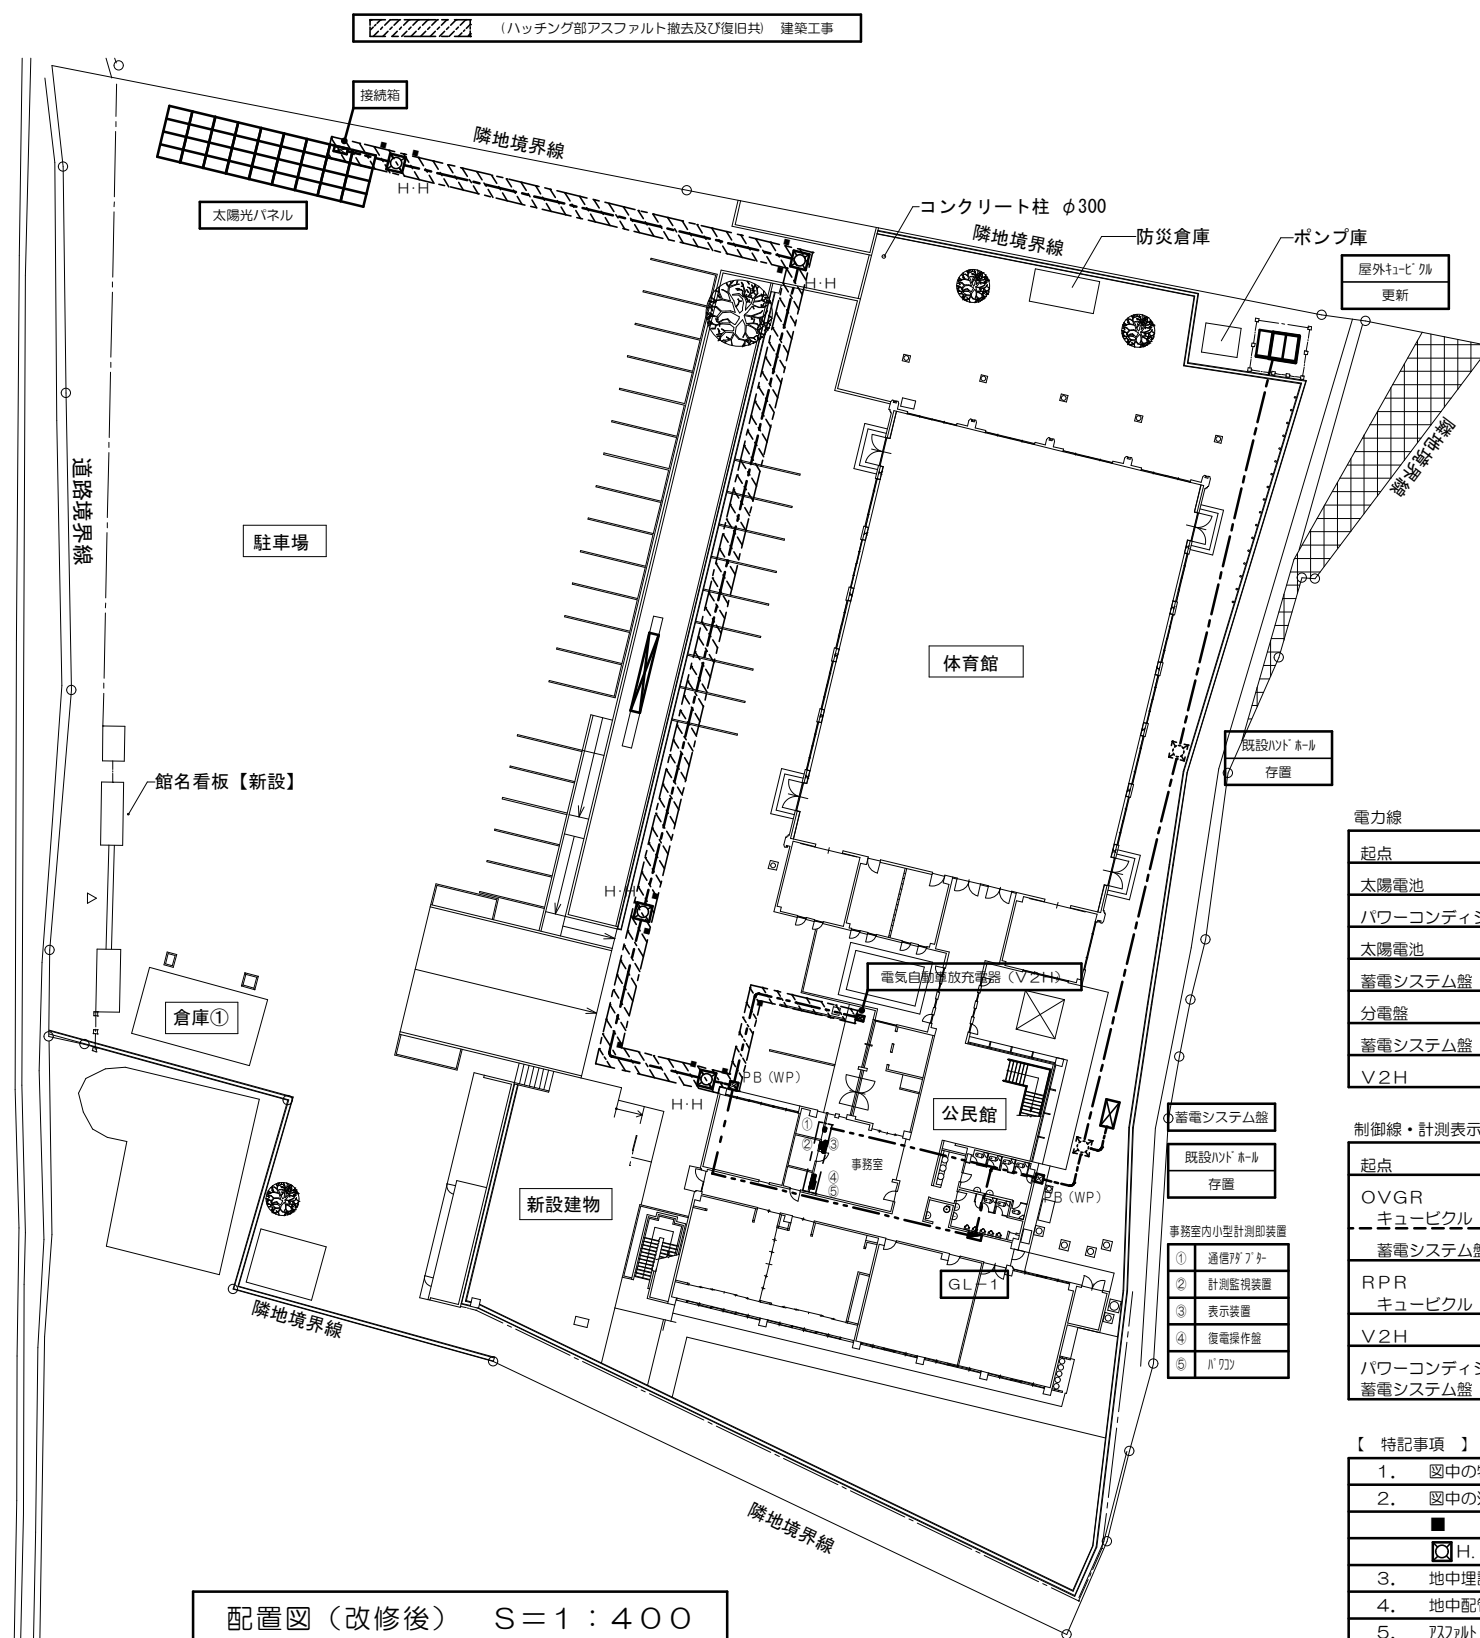 (ハッチング部アスファルト撤去及び復旧共) 建築工事
接続箱
隣地境界線
H・H
太陽光パネル
コンクリート柱 φ300
隣地境界線
防災倉庫
ポンプ庫
屋外キュービクル
更新
H・H
隣地境界線
道路境界線
駐車場
体育館
既設ハンドホール
存置
館名看板【新設】
電力線
起点
太陽電池
パワーコンディシ
太陽電池
蓄電システム盤
分電盤
蓄電システム盤
V2H
H・H
電気自動車放充電器(V2H)
倉庫①
PB(WP)
H・H
公民館
蓄電システム盤
制御線・計測表示
起点
OVGR
キュービクル
蓄電システム盤
RPR
キュービクル
V2H
パワーコンディシ
蓄電システム盤
①
②
③
事務室
④
⑤
既設ハンドホール
存置
PB(WP)
新設建物
事務室内小型計測即装置
① 通信アダプター
② 計測監視装置
③ 表示装置
④ 復電操作盤
⑤ パワコン
GL-1
隣地境界線
隣地境界線
【 特記事項 】
1. 図中の
2. 図中の
■
H.
3. 地中埋設
4. 地中配管
5. アスファルト
配置図(改修後) S=1:400